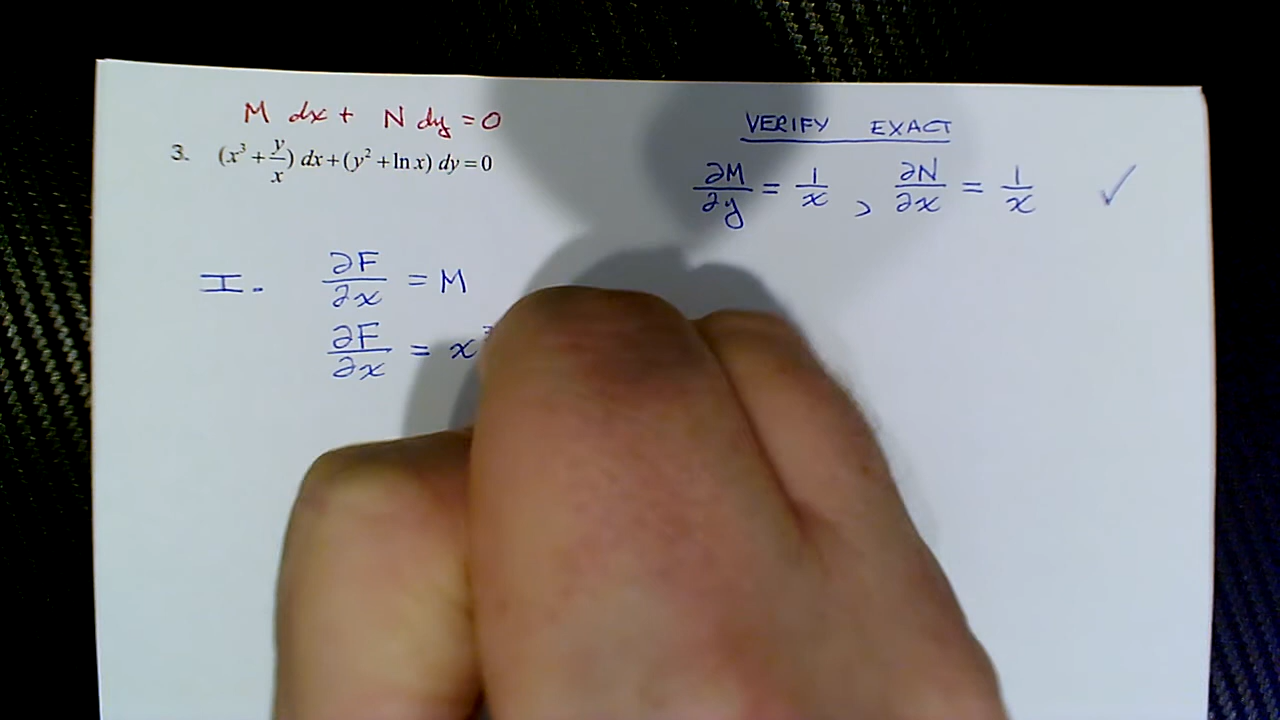 M dx + N dy = 0
3. (x³ + y/x) dx + (y² + ln x) dy = 0
VERIFY EXACT
∂M/∂y = 1/x , ∂N/∂x = 1/x ✓
I. ∂F/∂x = M
∂F/∂x = x